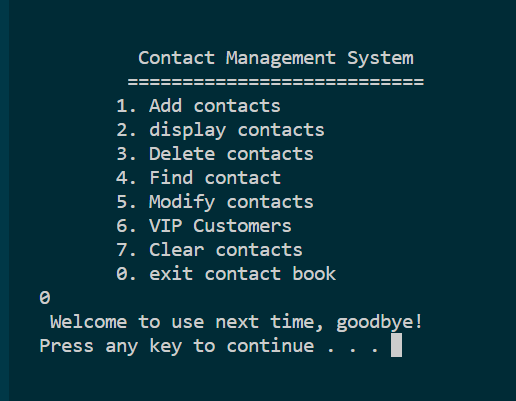 Contact Management System
===========================
1. Add contacts
2. display contacts
3. Delete contacts
4. Find contact
5. Modify contacts
6. VIP Customers
7. Clear contacts
0. exit contact book
0
Welcome to use next time, goodbye!
Press any key to continue . . .